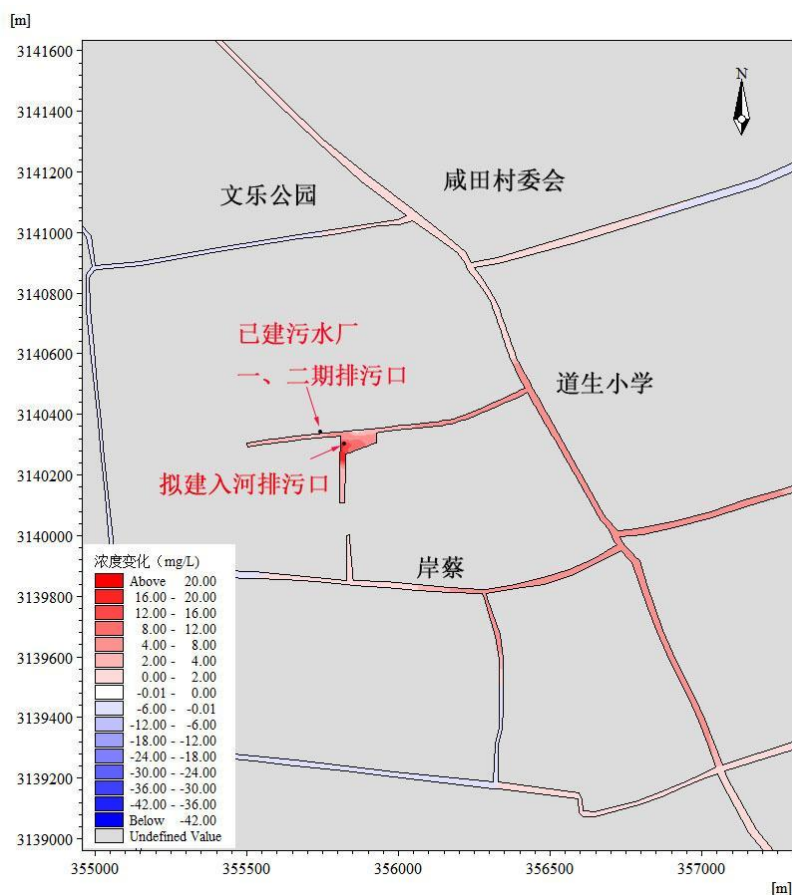 [m]
3141600
3141400
3141200
3141000
3140800
3140600
3140400
3140200
3140000
3139800
3139600
3139400
3139200
3139000
N
咸田村委会
文乐公园
已建污水厂
一、二期排污口
道生小学
拟建入河排污口
岸蔡
浓度变化（mg/L）
Above 20.00
16.00 - 20.00
12.00 - 16.00
8.00 - 12.00
4.00 - 8.00
2.00 - 4.00
0.00 - 2.00
-0.01 - 0.00
-6.00 - -0.01
-12.00 - -6.00
-18.00 - -12.00
-24.00 - -18.00
-30.00 - -24.00
-36.00 - -30.00
-42.00 - -36.00
Below -42.00
Undefined Value
355000 355500 356000 356500 357000
[m]